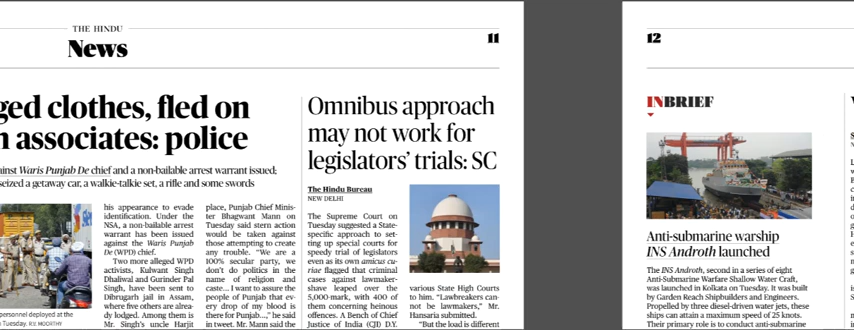 THE HINDU
News
11
ged clothes, fled on
n associates: police
ainst Waris Punjab De chief and a non-bailable arrest warrant issued;
seized a getaway car, a walkie-talkie set, a rifle and some swords
personnel deployed at the
Tuesday. R.V. MOORTHY
his appearance to evade
identification. Under the
NSA, a non-bailable arrest
warrant has been issued
against the Waris Punjab
De (WPD) chief.
Two more alleged WPD
activists, Kulwant Singh
Dhaliwal and Gurinder Pal
Singh, have been sent to
Dibrugarh jail in Assam,
where five others are alrea-
dy lodged. Among them is
Mr. Singh's uncle Harjit
place, Punjab Chief Minis-
ter Bhagwant Mann on
Tuesday said stern action
would be taken against
those attempting to create
any trouble. "We are a
100% secular party, we
don't do politics in the
name of religion and
caste... I want to assure the
people of Punjab that ev-
ery drop of my blood is
there for Punjab...," he said
in tweet. Mr. Mann said the
Omnibus approach
may not work for
legislators' trials: SC
The Hindu Bureau
NEW DELHI
The Supreme Court on
Tuesday suggested a State-
specific approach to set-
ting up special courts for
speedy trial of legislators
even as its own amicus cu-
riae flagged that criminal
cases against lawmaker-
shave leaped over the
5,000-mark, with 400 of
them concerning heinous
offences. A Bench of Chief
Justice of India (CJI) D.Y.
various State High Courts
to him. "Lawbreakers can-
not be lawmakers," Mr.
Hansaria submitted.
"But the load is different
12
INBRIEF
Anti-submarine warship
INS Androth launched
The INS Androth, second in a series of eight
Anti-Submarine Warfare Shallow Water Craft,
was launched in Kolkata on Tuesday. It was built
by Garden Reach Shipbuilders and Engineers.
Propelled by three diesel-driven water jets, these
ships can attain a maximum speed of 25 knots.
Their primary role is to conduct anti-submarine